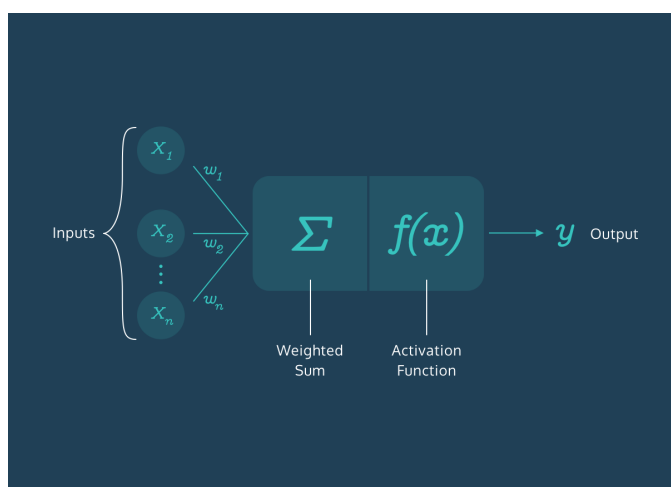 Inputs
X₁
X₂
Xₙ
w₁
w₂
wₙ
Σ
f(x)
y
Output
Weighted
Sum
Activation
Function